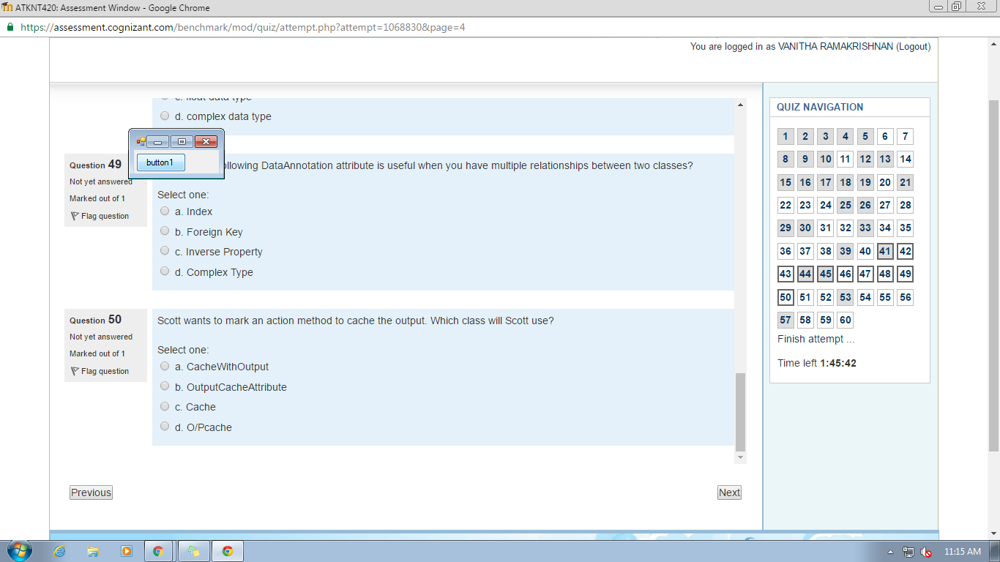 ATKNT420: Assessment Window - Google Chrome
https://assessment.cognizant.com/benchmark/mod/quiz/attempt.php?attempt=1068830&page=4
You are logged in as VANITHA RAMAKRISHNAN (Logout)
d. complex data type
button1
Question 49
Not yet answered
Marked out of 1
Flag question
DataAnnotation attribute is useful when you have multiple relationships between two classes?
Select one:
a. Index
b. Foreign Key
c. Inverse Property
d. Complex Type
Question 50
Not yet answered
Marked out of 1
Flag question
Scott wants to mark an action method to cache the output. Which class will Scott use?
Select one:
a. CacheWithOutput
b. OutputCacheAttribute
c. Cache
d. O/Pcache
Previous
Next
QUIZ NAVIGATION
1 2 3 4 5 6 7
8 9 10 11 12 13 14
15 16 17 18 19 20 21
22 23 24 25 26 27 28
29 30 31 32 33 34 35
36 37 38 39 40 41 42
43 44 45 46 47 48 49
50 51 52 53 54 55 56
57 58 59 60
Finish attempt ...
Time left 1:45:42
11:15 AM